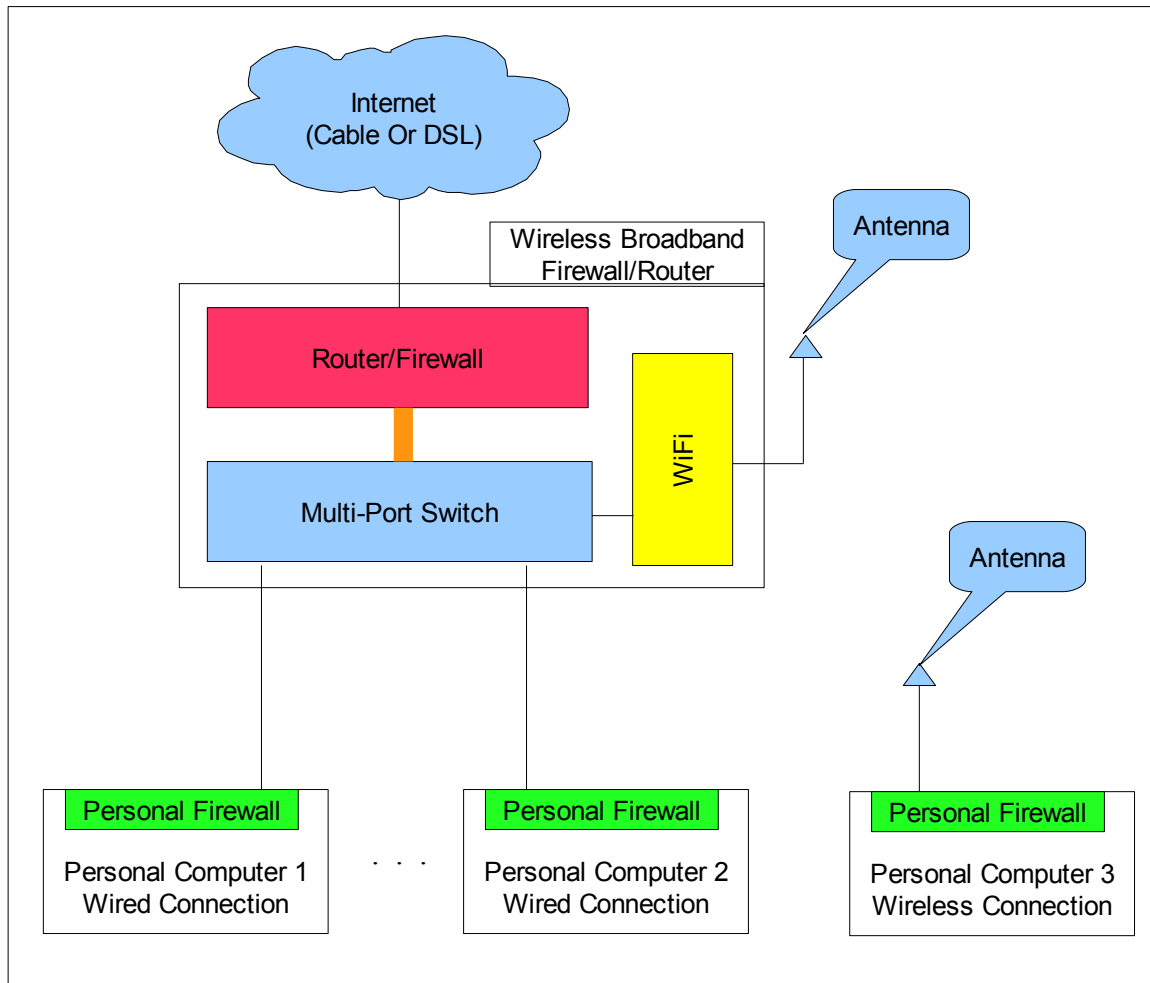 Internet
(Cable Or DSL)
Antenna
Wireless Broadband
Firewall/Router
Router/Firewall
WiFi
Multi-Port Switch
Antenna
Personal Firewall
Personal Firewall
Personal Firewall
Personal Computer 1
Wired Connection
. . .
Personal Computer 2
Wired Connection
Personal Computer 3
Wireless Connection